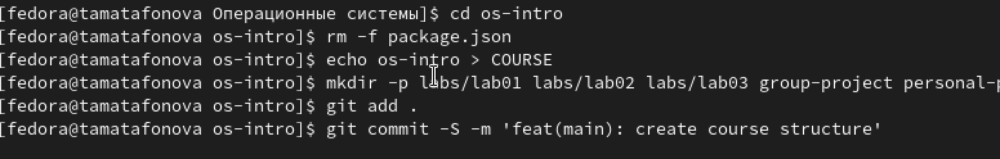 [fedora@tamatafonova Операционные системы]$ cd os-intro
[fedora@tamatafonova os-intro]$ rm -f package.json
[fedora@tamatafonova os-intro]$ echo os-intro > COURSE
[fedora@tamatafonova os-intro]$ mkdir -p labs/lab01 labs/lab02 labs/lab03 group-project personal-p
[fedora@tamatafonova os-intro]$ git add .
[fedora@tamatafonova os-intro]$ git commit -S -m 'feat(main): create course structure'